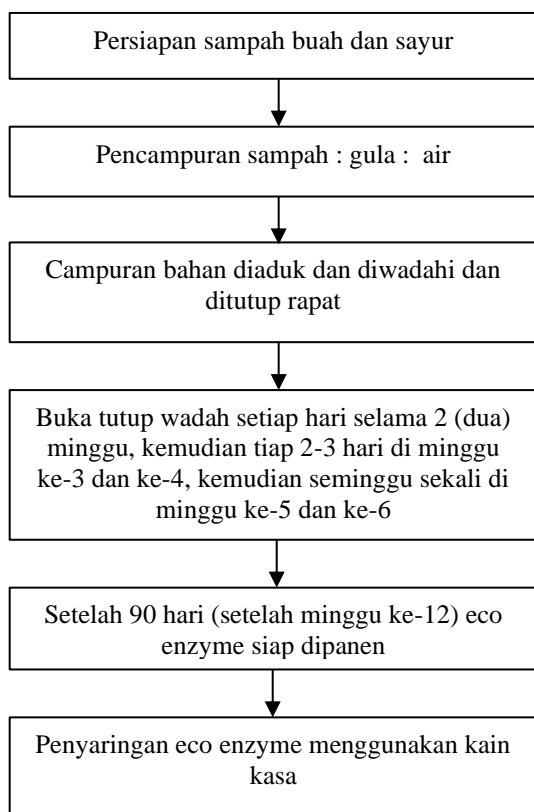 Persiapan sampah buah dan sayur
Pencampuran sampah : gula : air
Campuran bahan diaduk dan diwadahi dan
ditutup rapat
Buka tutup wadah setiap hari selama 2 (dua)
minggu, kemudian tiap 2-3 hari di minggu
ke-3 dan ke-4, kemudian seminggu sekali di
minggu ke-5 dan ke-6
Setelah 90 hari (setelah minggu ke-12) eco
enzyme siap dipanen
Penyaringan eco enzyme menggunakan kain
kasa